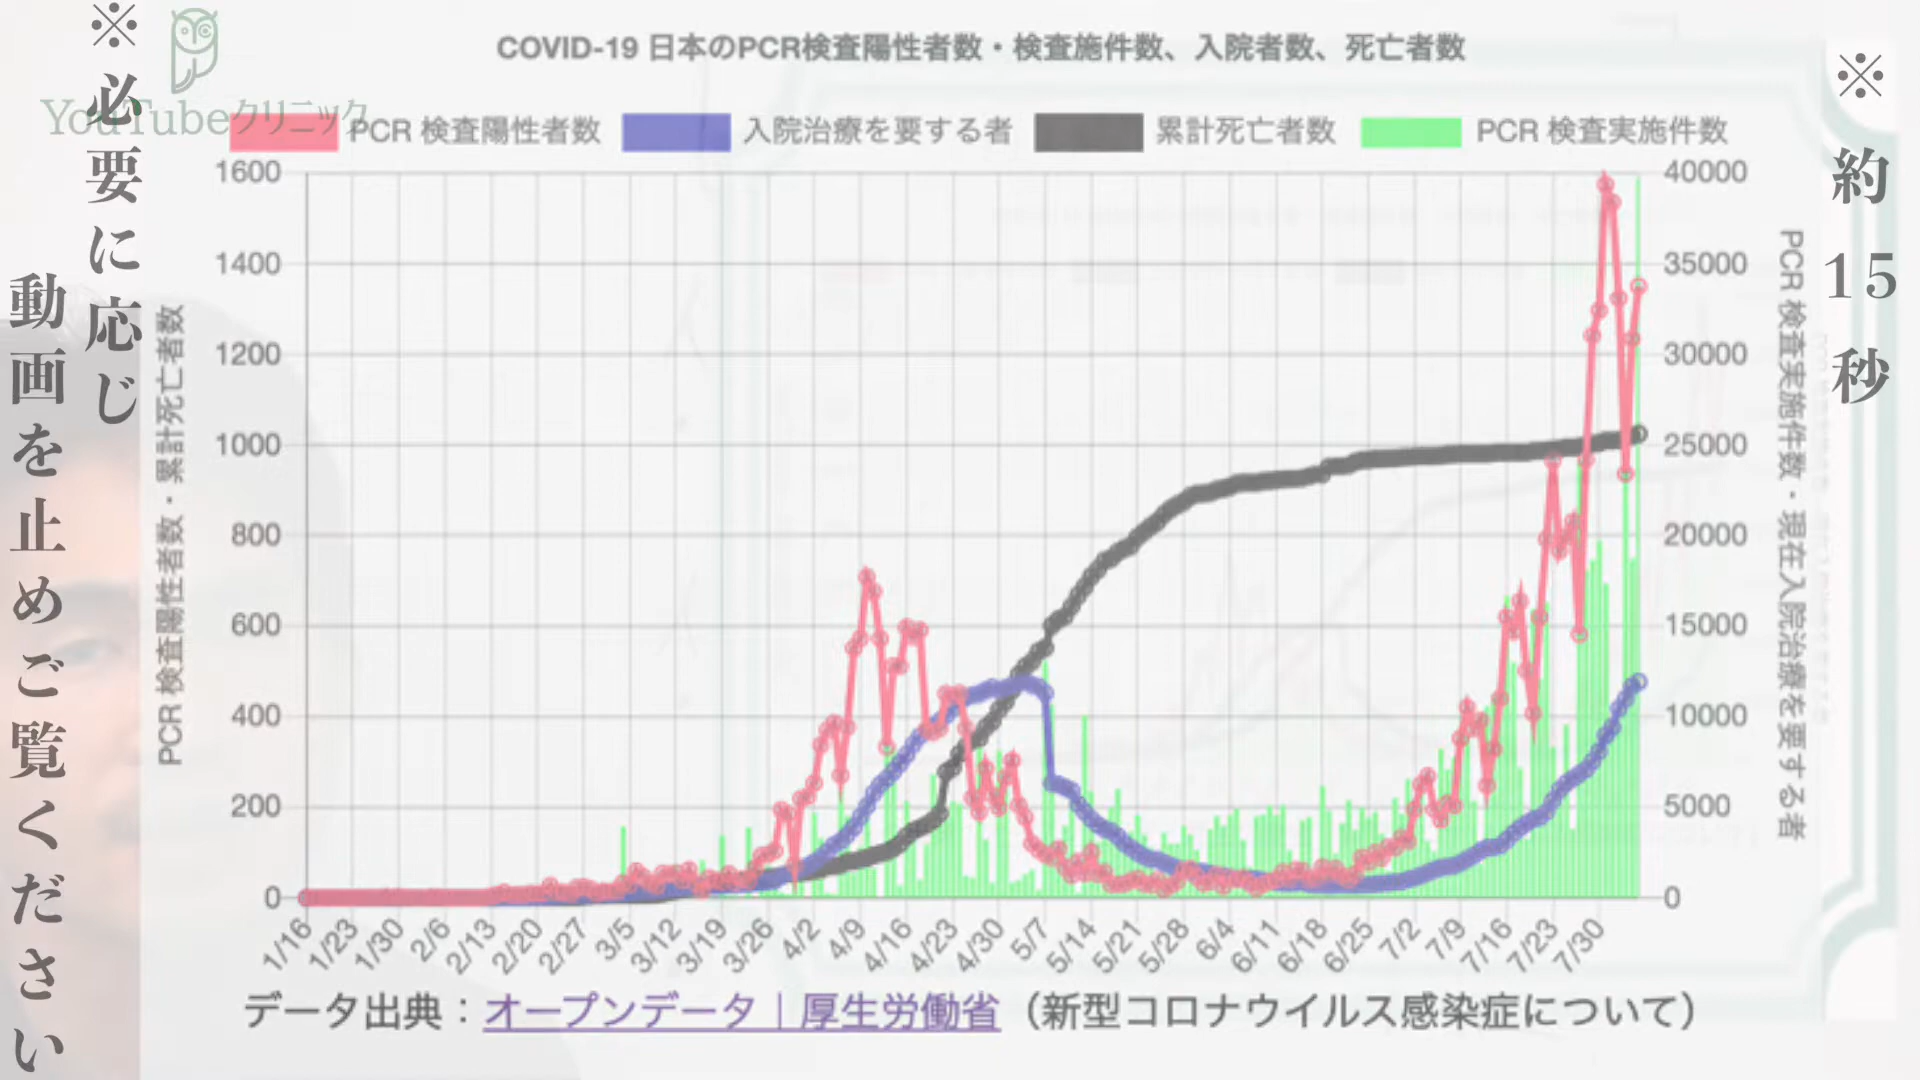 ※必要に応じ
動画を止めご覧ください
YouTubeクリニック
COVID-19 日本のPCR検査陽性者数・検査施件数、入院者数、死亡者数
※約15秒
PCR 検査陽性者数 入院治療を要する者 累計死亡者数 PCR 検査実施件数
PCR 検査陽性者数・累計死亡者数
1600
1400
1200
1000
800
600
400
200
0
40000
35000
30000
25000
20000
15000
10000
5000
0
PCR 検査実施件数・現在入院治療を要する者
1/16 1/23 1/30 2/6 2/13 2/20 2/27 3/5 3/12 3/19 3/26 4/2 4/9 4/16 4/23 4/30 5/7 5/14 5/21 5/28 6/4 6/11 6/18 6/25 7/2 7/9 7/16 7/23 7/30
データ出典：オープンデータ｜厚生労働省（新型コロナウイルス感染症について）